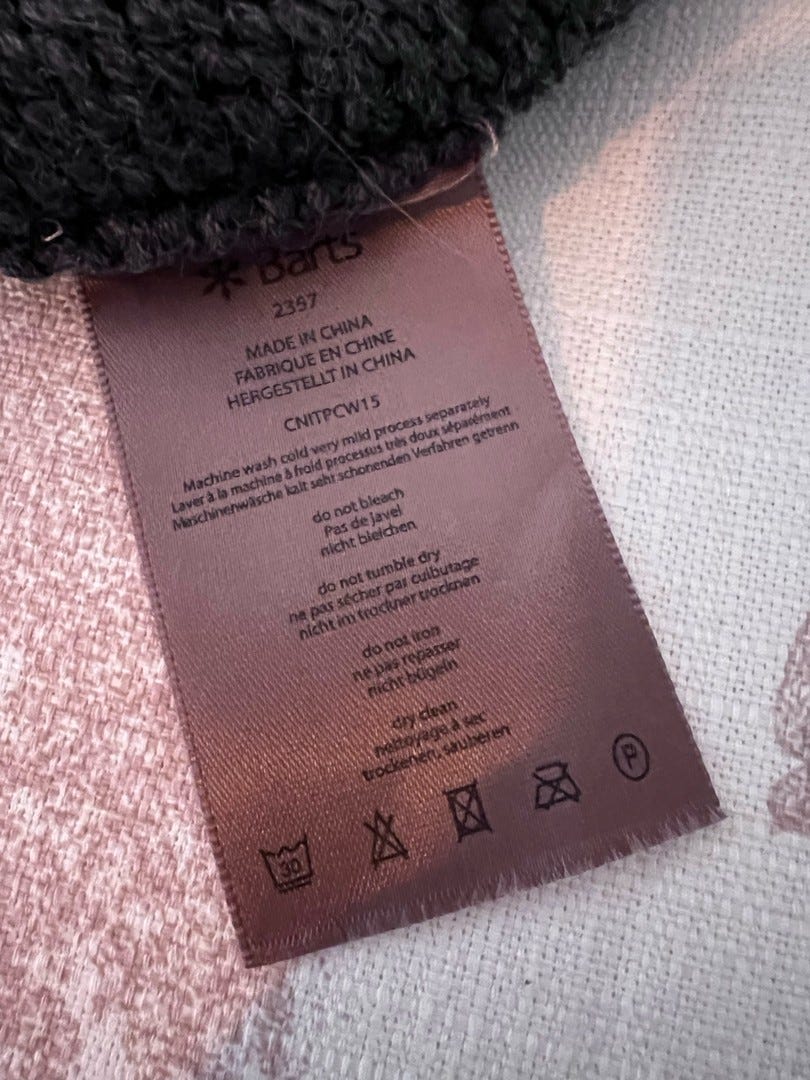 Barts
2357
MADE IN CHINA
FABRIQUE EN CHINE
HERGESTELLT IN CHINA
CNITPCW15
Machine wash cold very mild process separately
Laver à la machine à froid processus très doux séparément
Maschinenwäsche kalt sehr schonenden Verfahren getrenn
do not bleach
Pas de javel
nicht bleichen
do not tumble dry
ne pas sécher par culbutage
nicht im trockner trocknen
do not iron
ne pas repasser
nicht bügeln
dry clean
nettoyage à sec
trockenen, sauberen
30 P